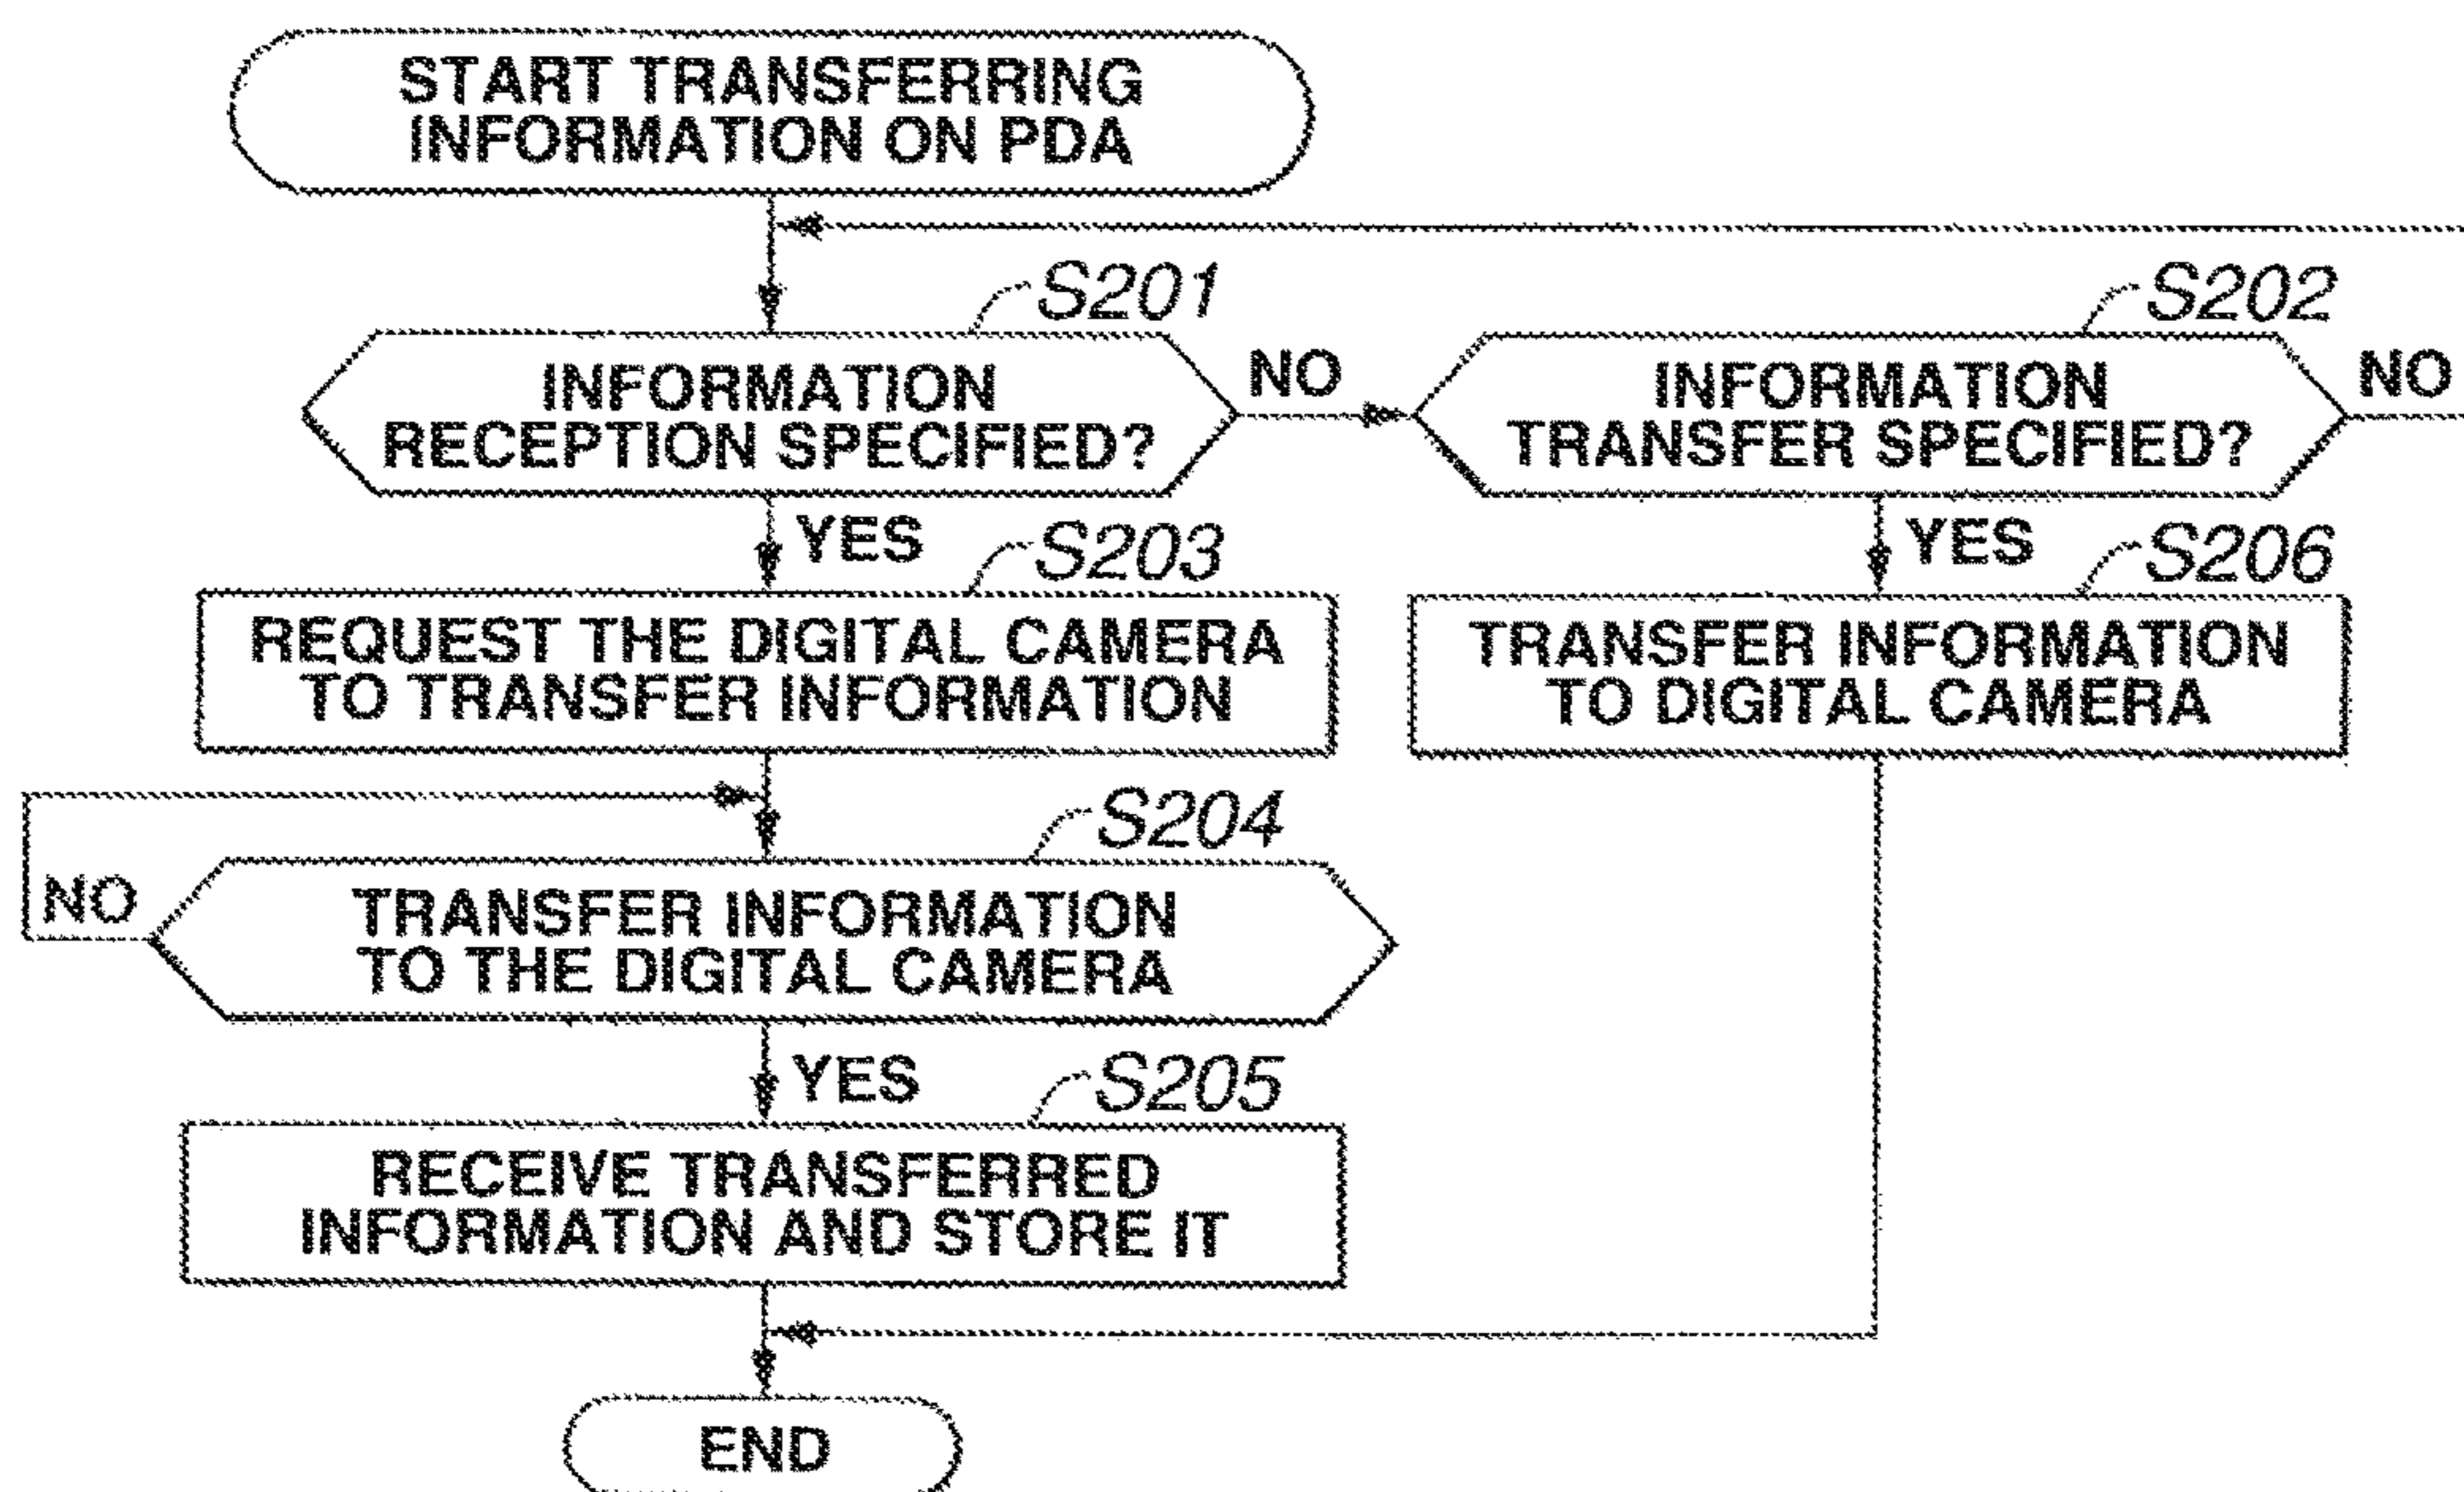 START TRANSFERRING
INFORMATION ON PDA
S201
INFORMATION
RECEPTION SPECIFIED?
NO
S202
INFORMATION
TRANSFER SPECIFIED?
NO
YES
S203
REQUEST THE DIGITAL CAMERA
TO TRANSFER INFORMATION
YES
S206
TRANSFER INFORMATION
TO DIGITAL CAMERA
S204
NO
TRANSFER INFORMATION
TO THE DIGITAL CAMERA
YES
S205
RECEIVE TRANSFERRED
INFORMATION AND STORE IT
END